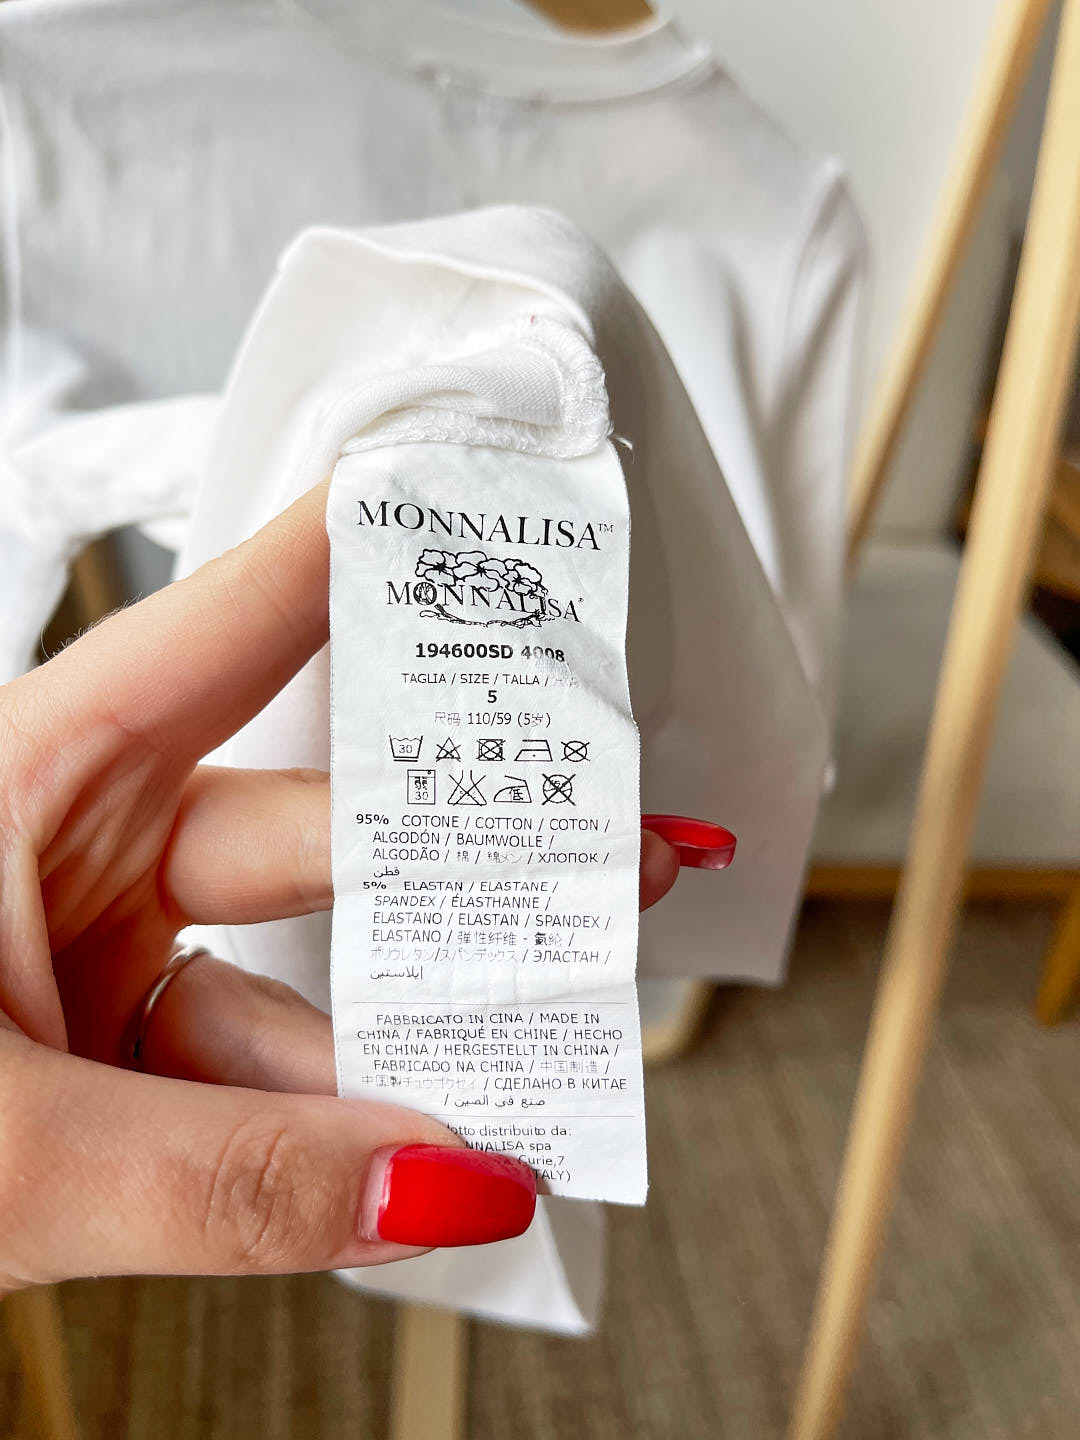 MONNALISA™
MONNALISA®
194600SD 4008
TAGLIA / SIZE / TALLA /
5
尺码 110/59 (5岁)
30
30 低
95% COTONE / COTTON / COTON /
ALGODÓN / BAUMWOLLE /
ALGODÃO / 棉 / 綿メン / ХЛОПОК /
قطن
5% ELASTAN / ELASTANE /
SPANDEX / ÉLASTHANNE /
ELASTANO / ELASTAN / SPANDEX /
ELASTANO / 弹性纤维 - 氨纶 /
ポリウレタン/スパンデックス / ЭЛАСТАН /
إيلاستين
FABBRICATO IN CINA / MADE IN
CHINA / FABRIQUÉ EN CHINE / HECHO
EN CHINA / HERGESTELLT IN CHINA /
FABRICADO NA CHINA / 中国制造 /
中国製チュウゴクセイ / СДЕЛАНО В КИТАЕ
/ صنع في الصين
distribuito da:
spa
Curie,7